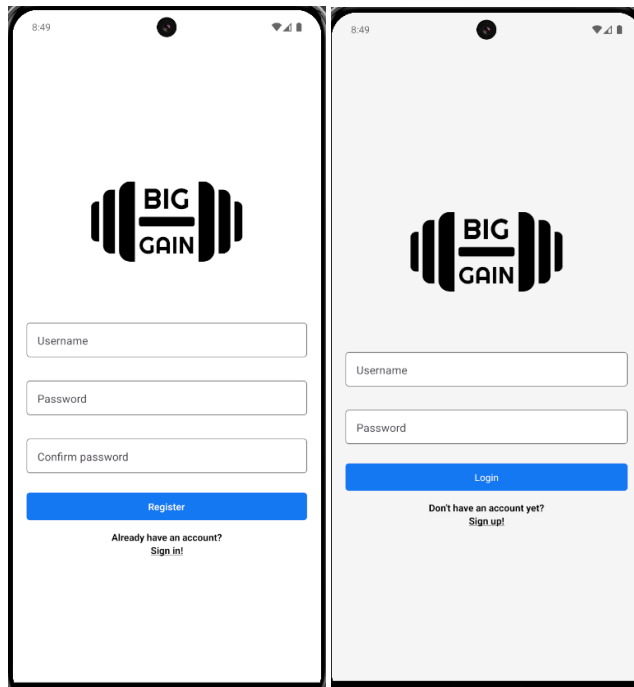 8:49
BIG
GAIN
Username
Password
Confirm password
Register
Already have an account?
Sign in!
8:49
BIG
GAIN
Username
Password
Login
Don't have an account yet?
Sign up!